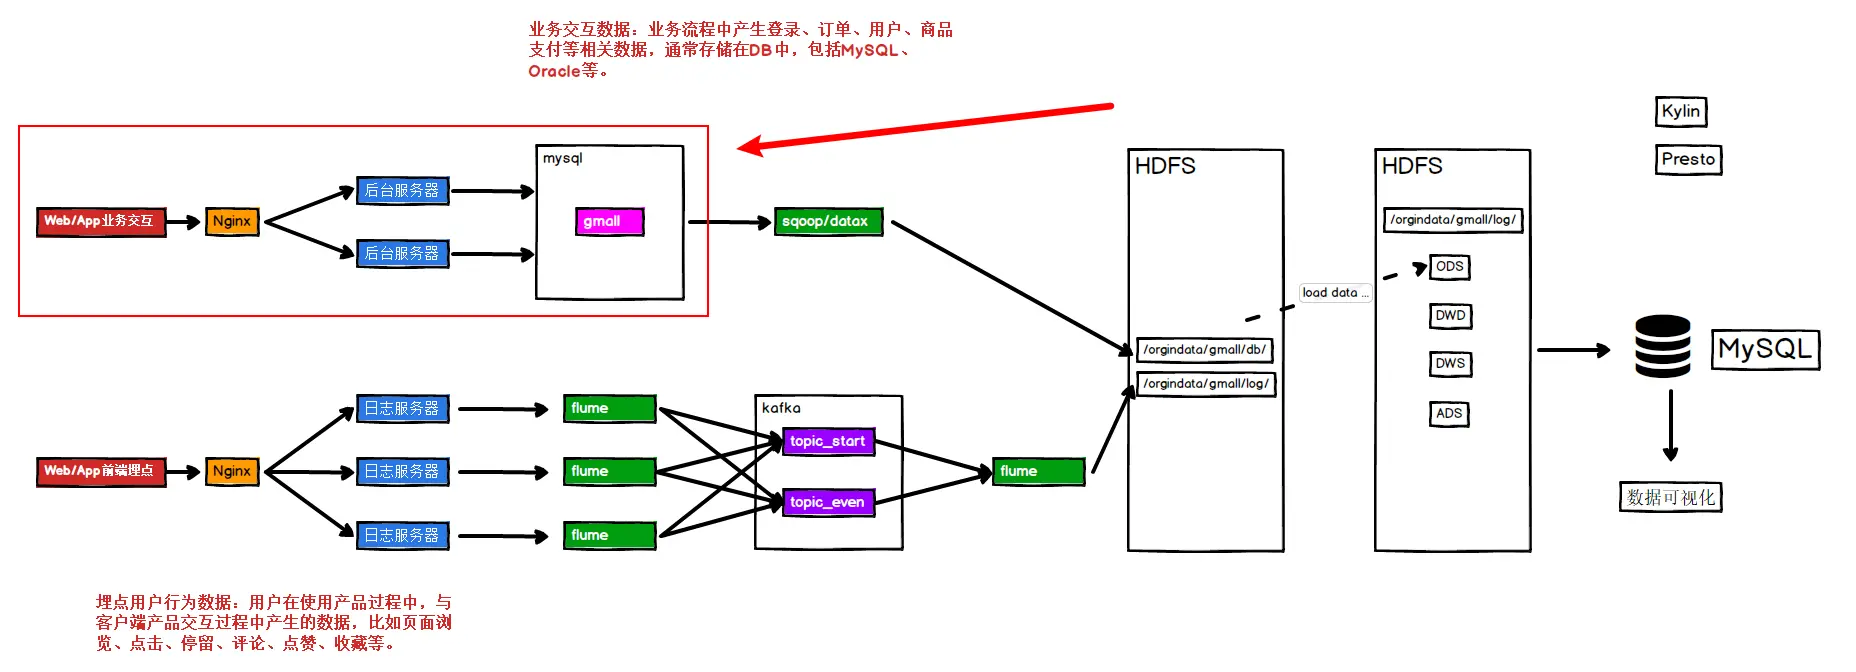 业务交互数据：业务流程中产生登录、订单、用户、商品
支付等相关数据，通常存储在DB中，包括MySQL、
Oracle等。
Kylin
Presto
mysql
HDFS
HDFS
后台服务器
Web/App业务交互
Nginx
gmall
sqoop/datax
/orgindata/gmall/log/
后台服务器
ODS
load data ...
DWD
/orgindata/gmall/db/
MySQL
DWS
/orgindata/gmall/log/
日志服务器
flume
kafka
ADS
topic_start
Web/App前端埋点
Nginx
日志服务器
flume
flume
topic_even
数据可视化
日志服务器
flume
埋点用户行为数据：用户在使用产品过程中，与
客户端产品交互过程中产生的数据，比如页面浏
览、点击、停留、评论、点赞、收藏等。